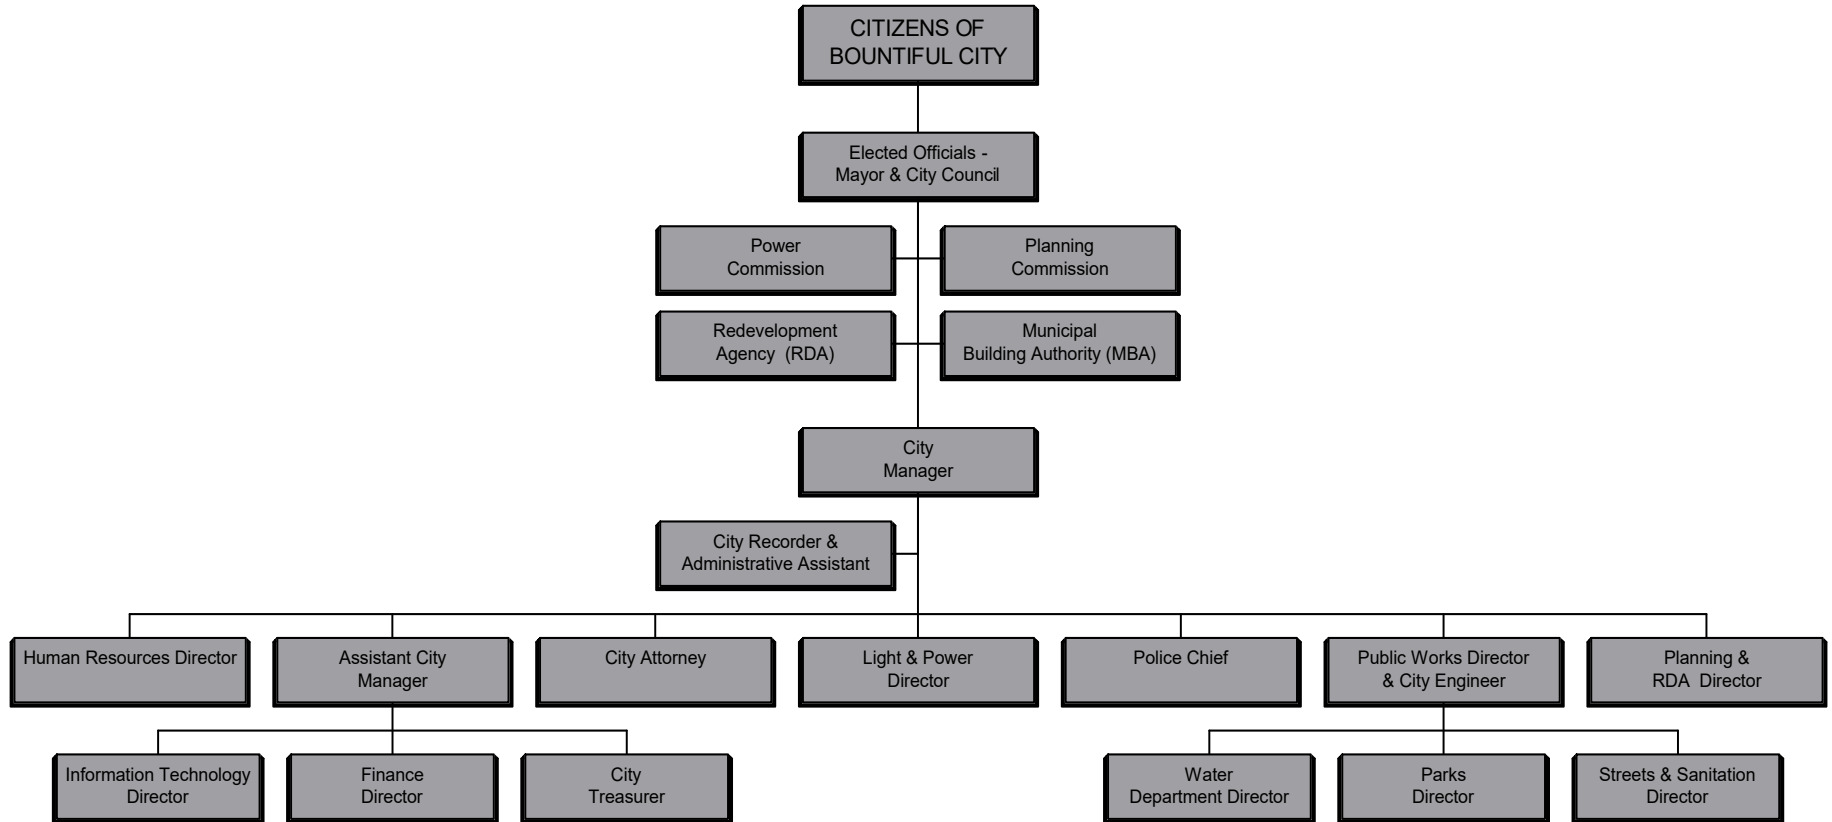 CITIZENS OF
BOUNTIFUL CITY
Elected Officials -
Mayor & City Council
Power
Commission
Planning
Commission
Redevelopment
Agency (RDA)
Municipal
Building Authority (MBA)
City
Manager
City Recorder &
Administrative Assistant
Human Resources Director
Assistant City
Manager
City Attorney
Light & Power
Director
Police Chief
Public Works Director
& City Engineer
Planning &
RDA Director
Information Technology
Director
Finance
Director
City
Treasurer
Water
Department Director
Parks
Director
Streets & Sanitation
Director